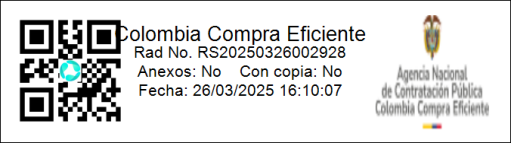 Colombia Compra Eficiente
Rad No. RS20250326002928
Anexos: No Con copia: No
Fecha: 26/03/2025 16:10:07
Agencia Nacional
de Contratación Pública
Colombia Compra Eficiente